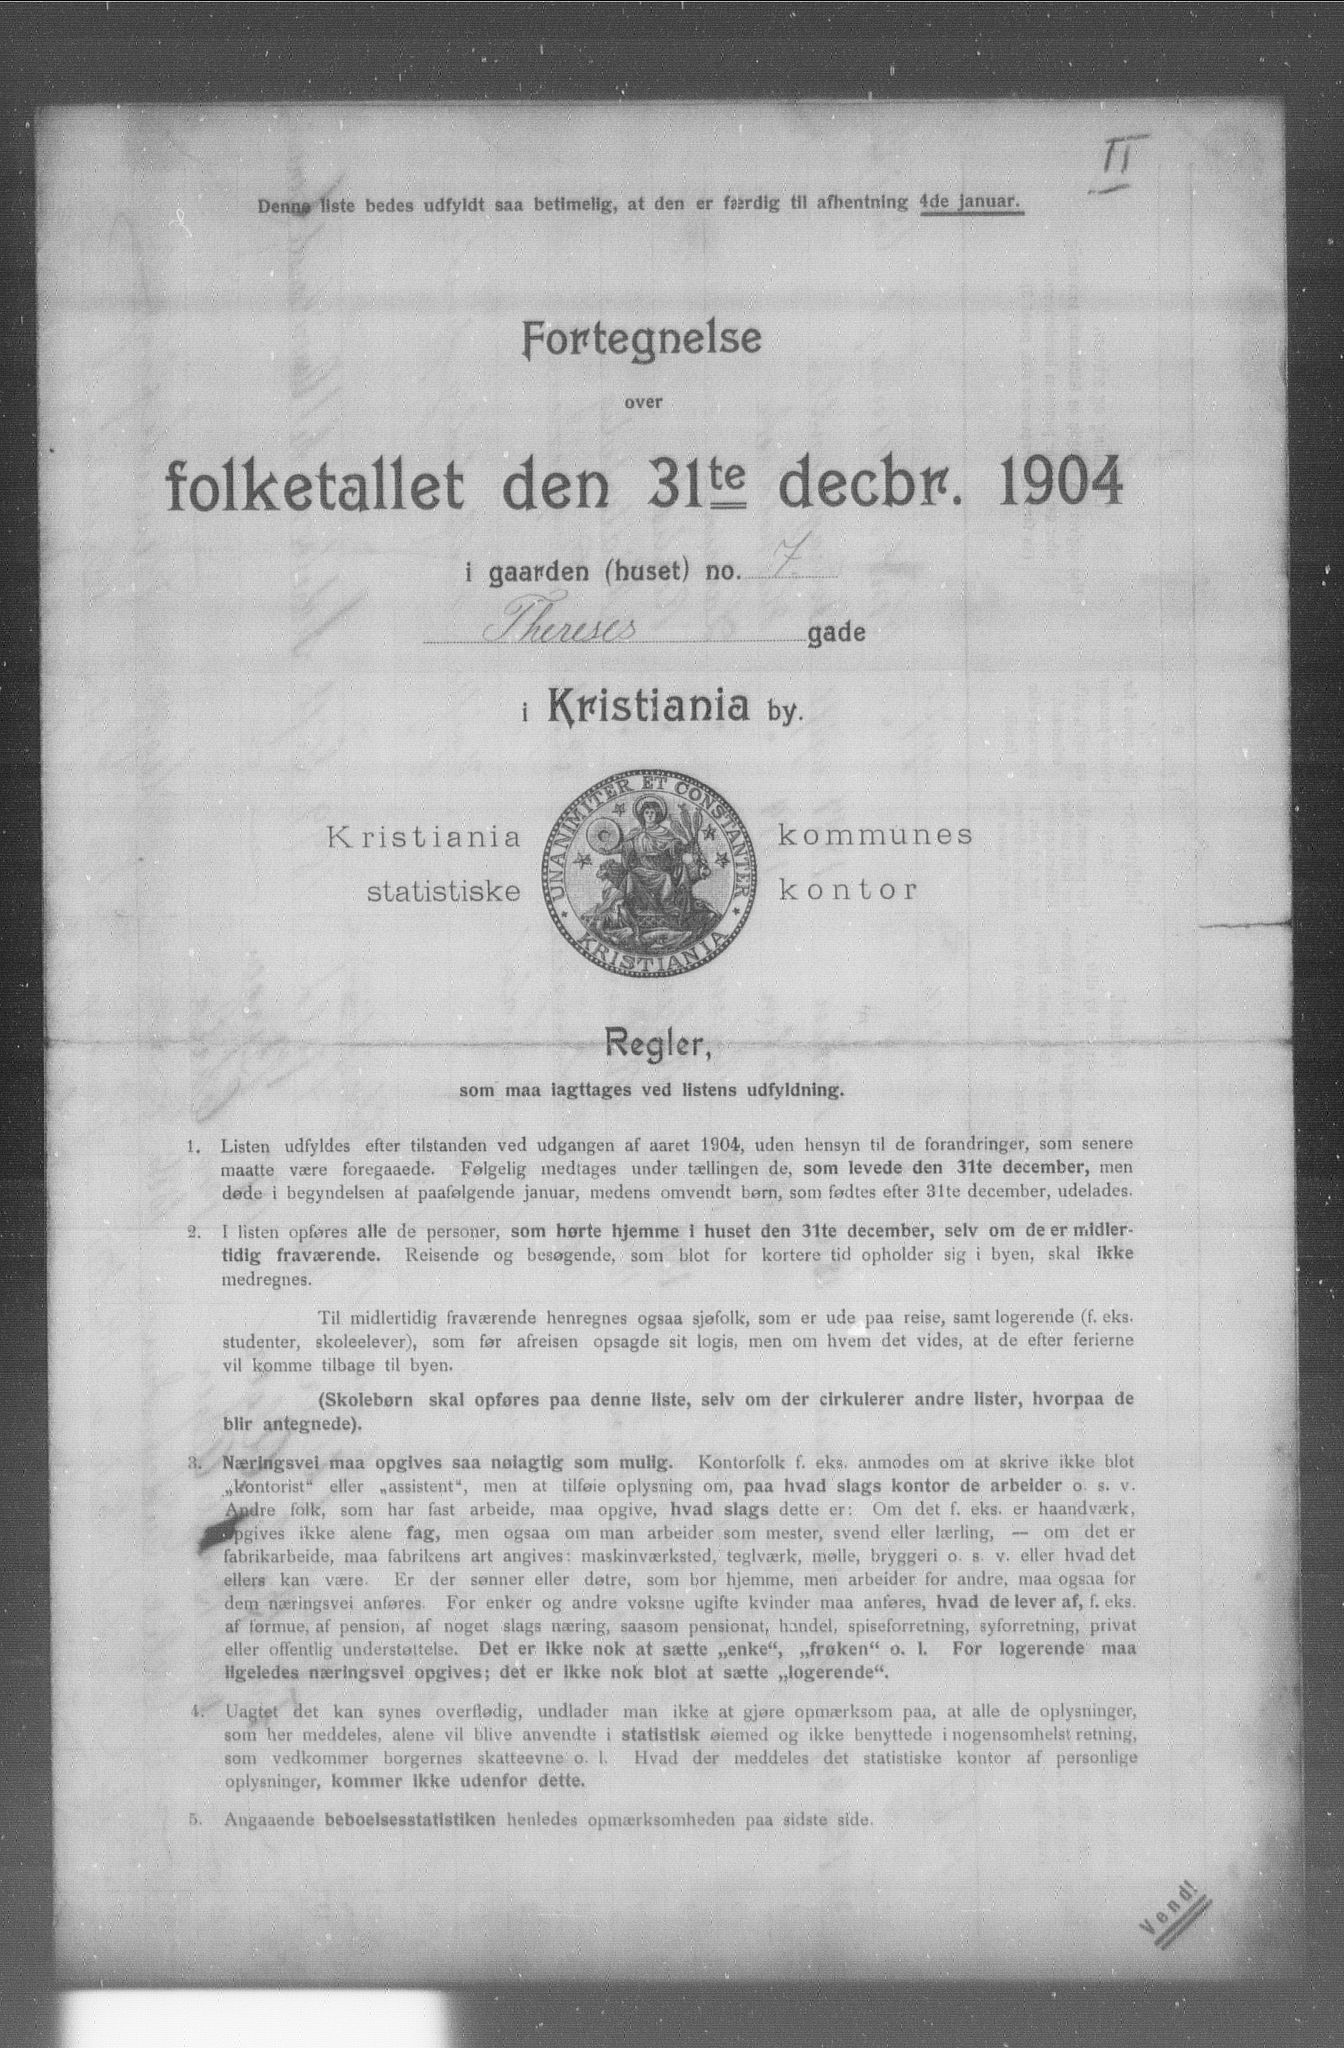 II
Denne liste bedes udfyldt saa betimelig, at den er færdig til afhentning 4de januar.
Fortegnelse
over
folketallet den 31te decbr. 1904
i gaarden (huset) no. 7
Thereses gade
i Kristiania by.
Kristiania kommunes
statistiske kontor
UNANIMITER ET CONSTANTER
KRISTIANIA
Regler,
som maa iagttages ved listens udfyldning.
1. Listen udfyldes efter tilstanden ved udgangen af aaret 1904, uden hensyn til de forandringer, som senere
maatte være foregaaede. Følgelig medtages under tællingen de, som levede den 31te december, men
døde i begyndelsen af paafølgende januar, medens omvendt børn, som fødtes efter 31te december, udelades.
2. I listen opføres alle de personer, som hørte hjemme i huset den 31te december, selv om de er midler-
tidig fraværende. Reisende og besøgende, som blot for kortere tid opholder sig i byen, skal ikke
medregnes.
Til midlertidig fraværende henregnes ogsaa sjøfolk, som er ude paa reise, samt logerende (f. eks.
studenter, skoleelever), som før afreisen opsagde sit logis, men om hvem det vides, at de efter ferierne
vil komme tilbage til byen.
(Skolebørn skal opføres paa denne liste, selv om der cirkulerer andre lister, hvorpaa de
blir antegnede).
3. Næringsvei maa opgives saa nøiagtig som mulig. Kontorfolk f. eks. anmodes om at skrive ikke blot
„kontorist“ eller „assistent“, men at tilføie oplysning om, paa hvad slags kontor de arbeider o. s. v.
Andre folk, som har fast arbeide, maa opgive, hvad slags dette er: Om det f. eks. er haandværk,
opgives ikke alene fag, men ogsaa om man arbeider som mester, svend eller lærling, — om det er
fabrikarbeide, maa fabrikens art angives: maskinværksted, teglværk, mølle, bryggeri o. s. v. eller hvad det
ellers kan være. Er der sønner eller døtre, som bor hjemme, men arbeider for andre, maa ogsaa for
dem næringsvei anføres. For enker og andre voksne ugifte kvinder maa anføres, hvad de lever af, f. eks.
af formue, af pension, af noget slags næring, saasom pensionat, handel, spiseforretning, syforretning, privat
eller offentlig understøttelse. Det er ikke nok at sætte „enke“, „frøken“ o. l. For logerende maa
ligeledes næringsvei opgives; det er ikke nok blot at sætte „logerende“.
4. Uagtet det kan synes overflødig, undlader man ikke at gjøre opmærksom paa, at alle de oplysninger,
som her meddeles, alene vil blive anvendte i statistisk øiemed og ikke benyttede i nogensomhelst retning,
som vedkommer borgernes skatteevne o. l. Hvad der meddeles det statistiske kontor af personlige
oplysninger, kommer ikke udenfor dette.
5. Angaaende beboelsesstatistiken henledes opmærksomheden paa sidste side.
Vend!